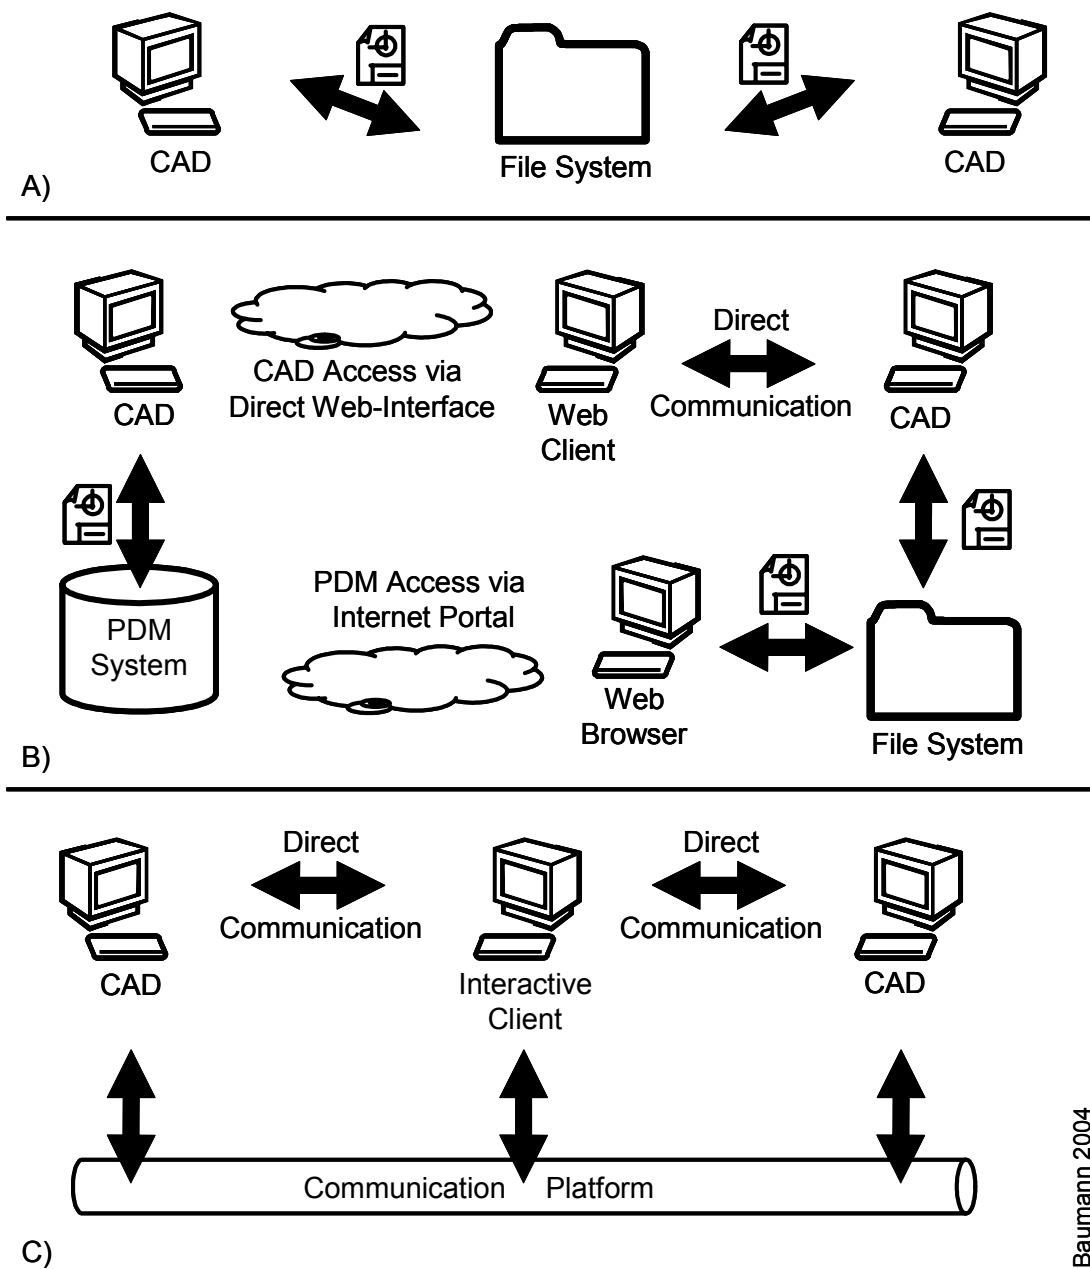 CAD
File System
CAD
A)
CAD Access via
Direct Web-Interface
CAD
Web
Client
Direct
Communication
CAD
PDM
System
PDM Access via
Internet Portal
Web
Browser
File System
B)
Direct
Communication
Direct
Communication
CAD
Interactive
Client
CAD
Communication Platform
C)
Baumann 2004